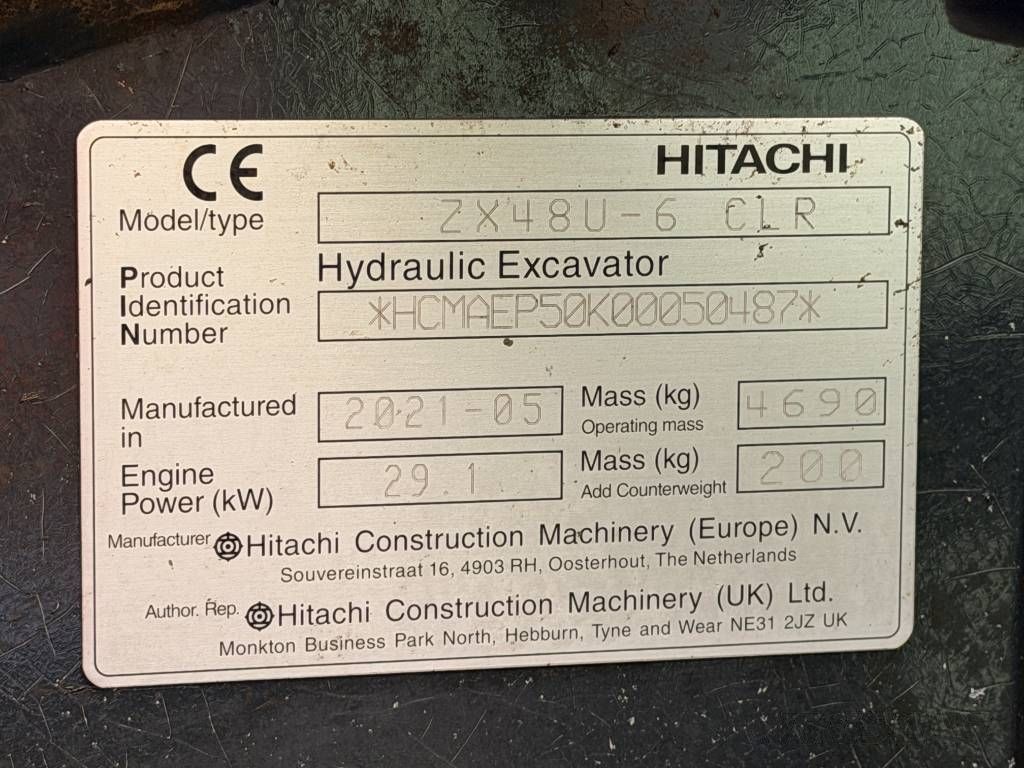 CE HITACHI
Model/type ZX48U-6 CLR
Hydraulic Excavator
Product
Identification *HCMAEP50K00050487*
Number
Manufactured 2021-05 Mass (kg) 4690
in Operating mass
Engine 29.1 Mass (kg) 200
Power (kW) Add Counterweight
Manufacturer Hitachi Construction Machinery (Europe) N.V.
Souvereinstraat 16, 4903 RH, Oosterhout, The Netherlands
Author. Rep. Hitachi Construction Machinery (UK) Ltd.
Monkton Business Park North, Hebburn, Tyne and Wear NE31 2JZ UK